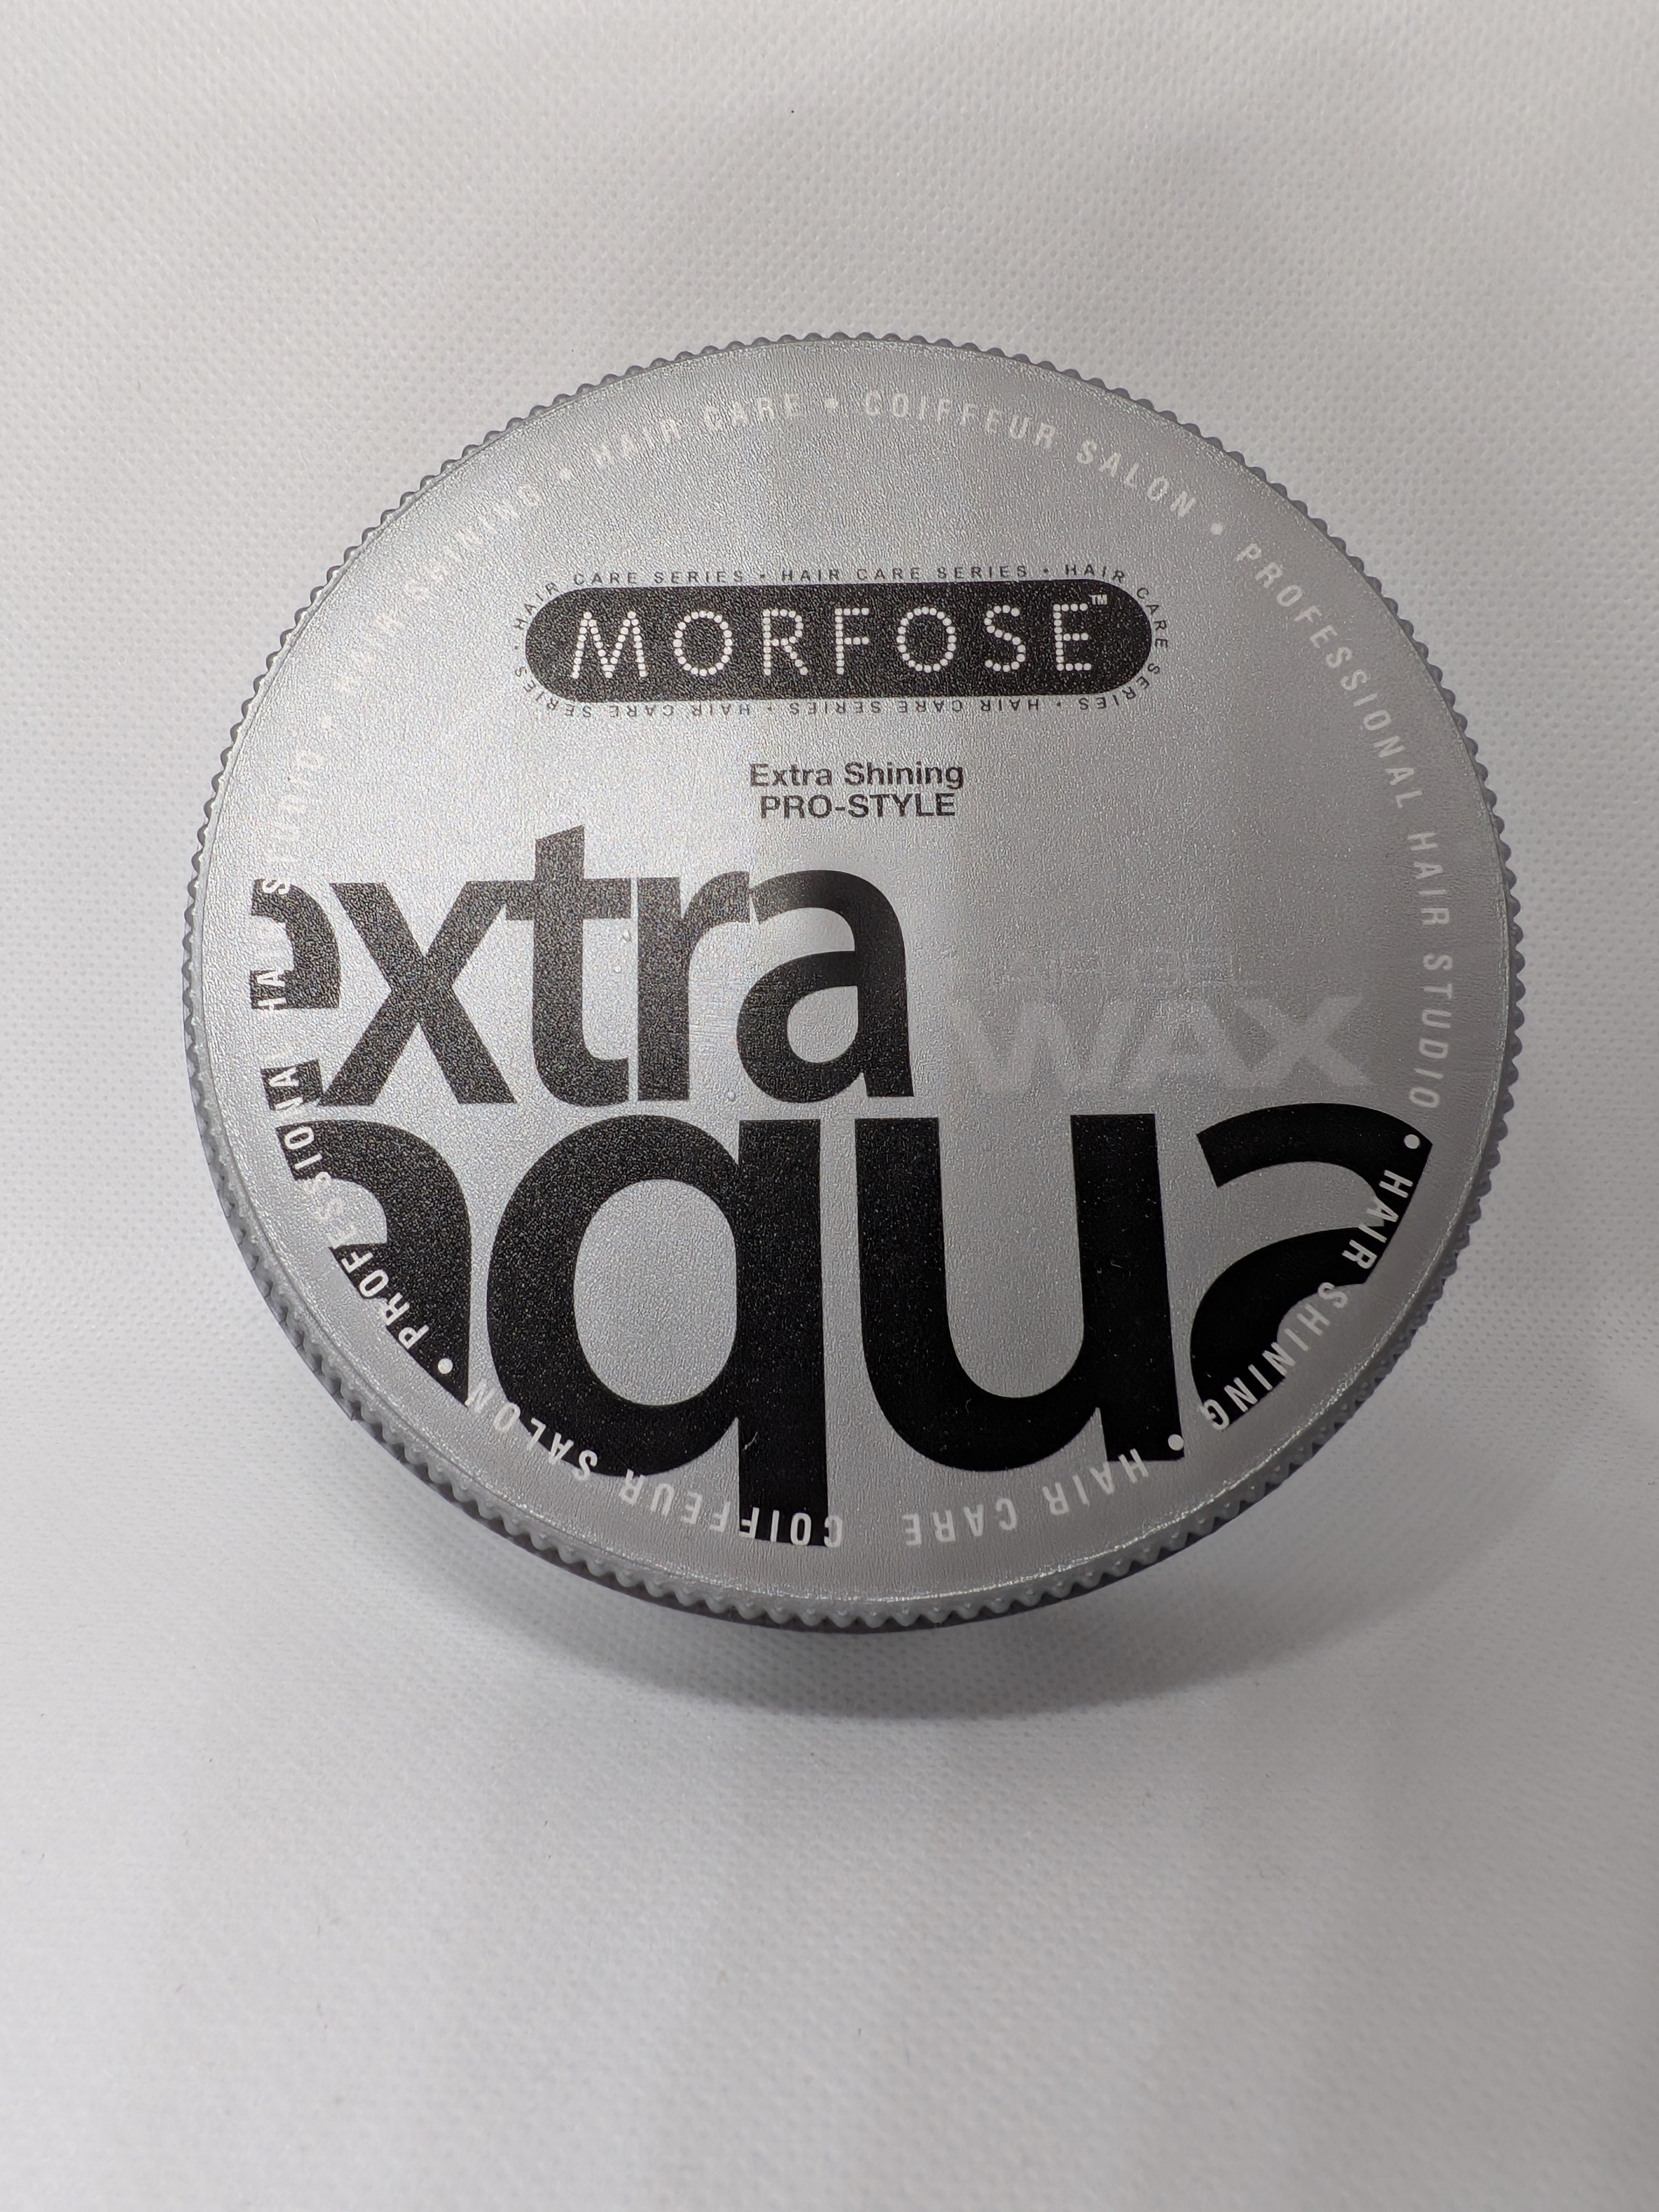 HAIR CARE • COIFFEUR SALON • PROFESSIONAL HAIR STUDIO • HAIR SHINING • HAIR CARE COIFFEUR SALON • PROFESSIONAL HAIR STUDIO • HAIR SHINING •
HAIR CARE SERIES • HAIR CARE SERIES • HAIR CARE SERIES • HAIR CARE SERIES • HAIR CARE SERIES •
MORFOSE™
Extra Shining
PRO-STYLE
extra
WAX
aqua